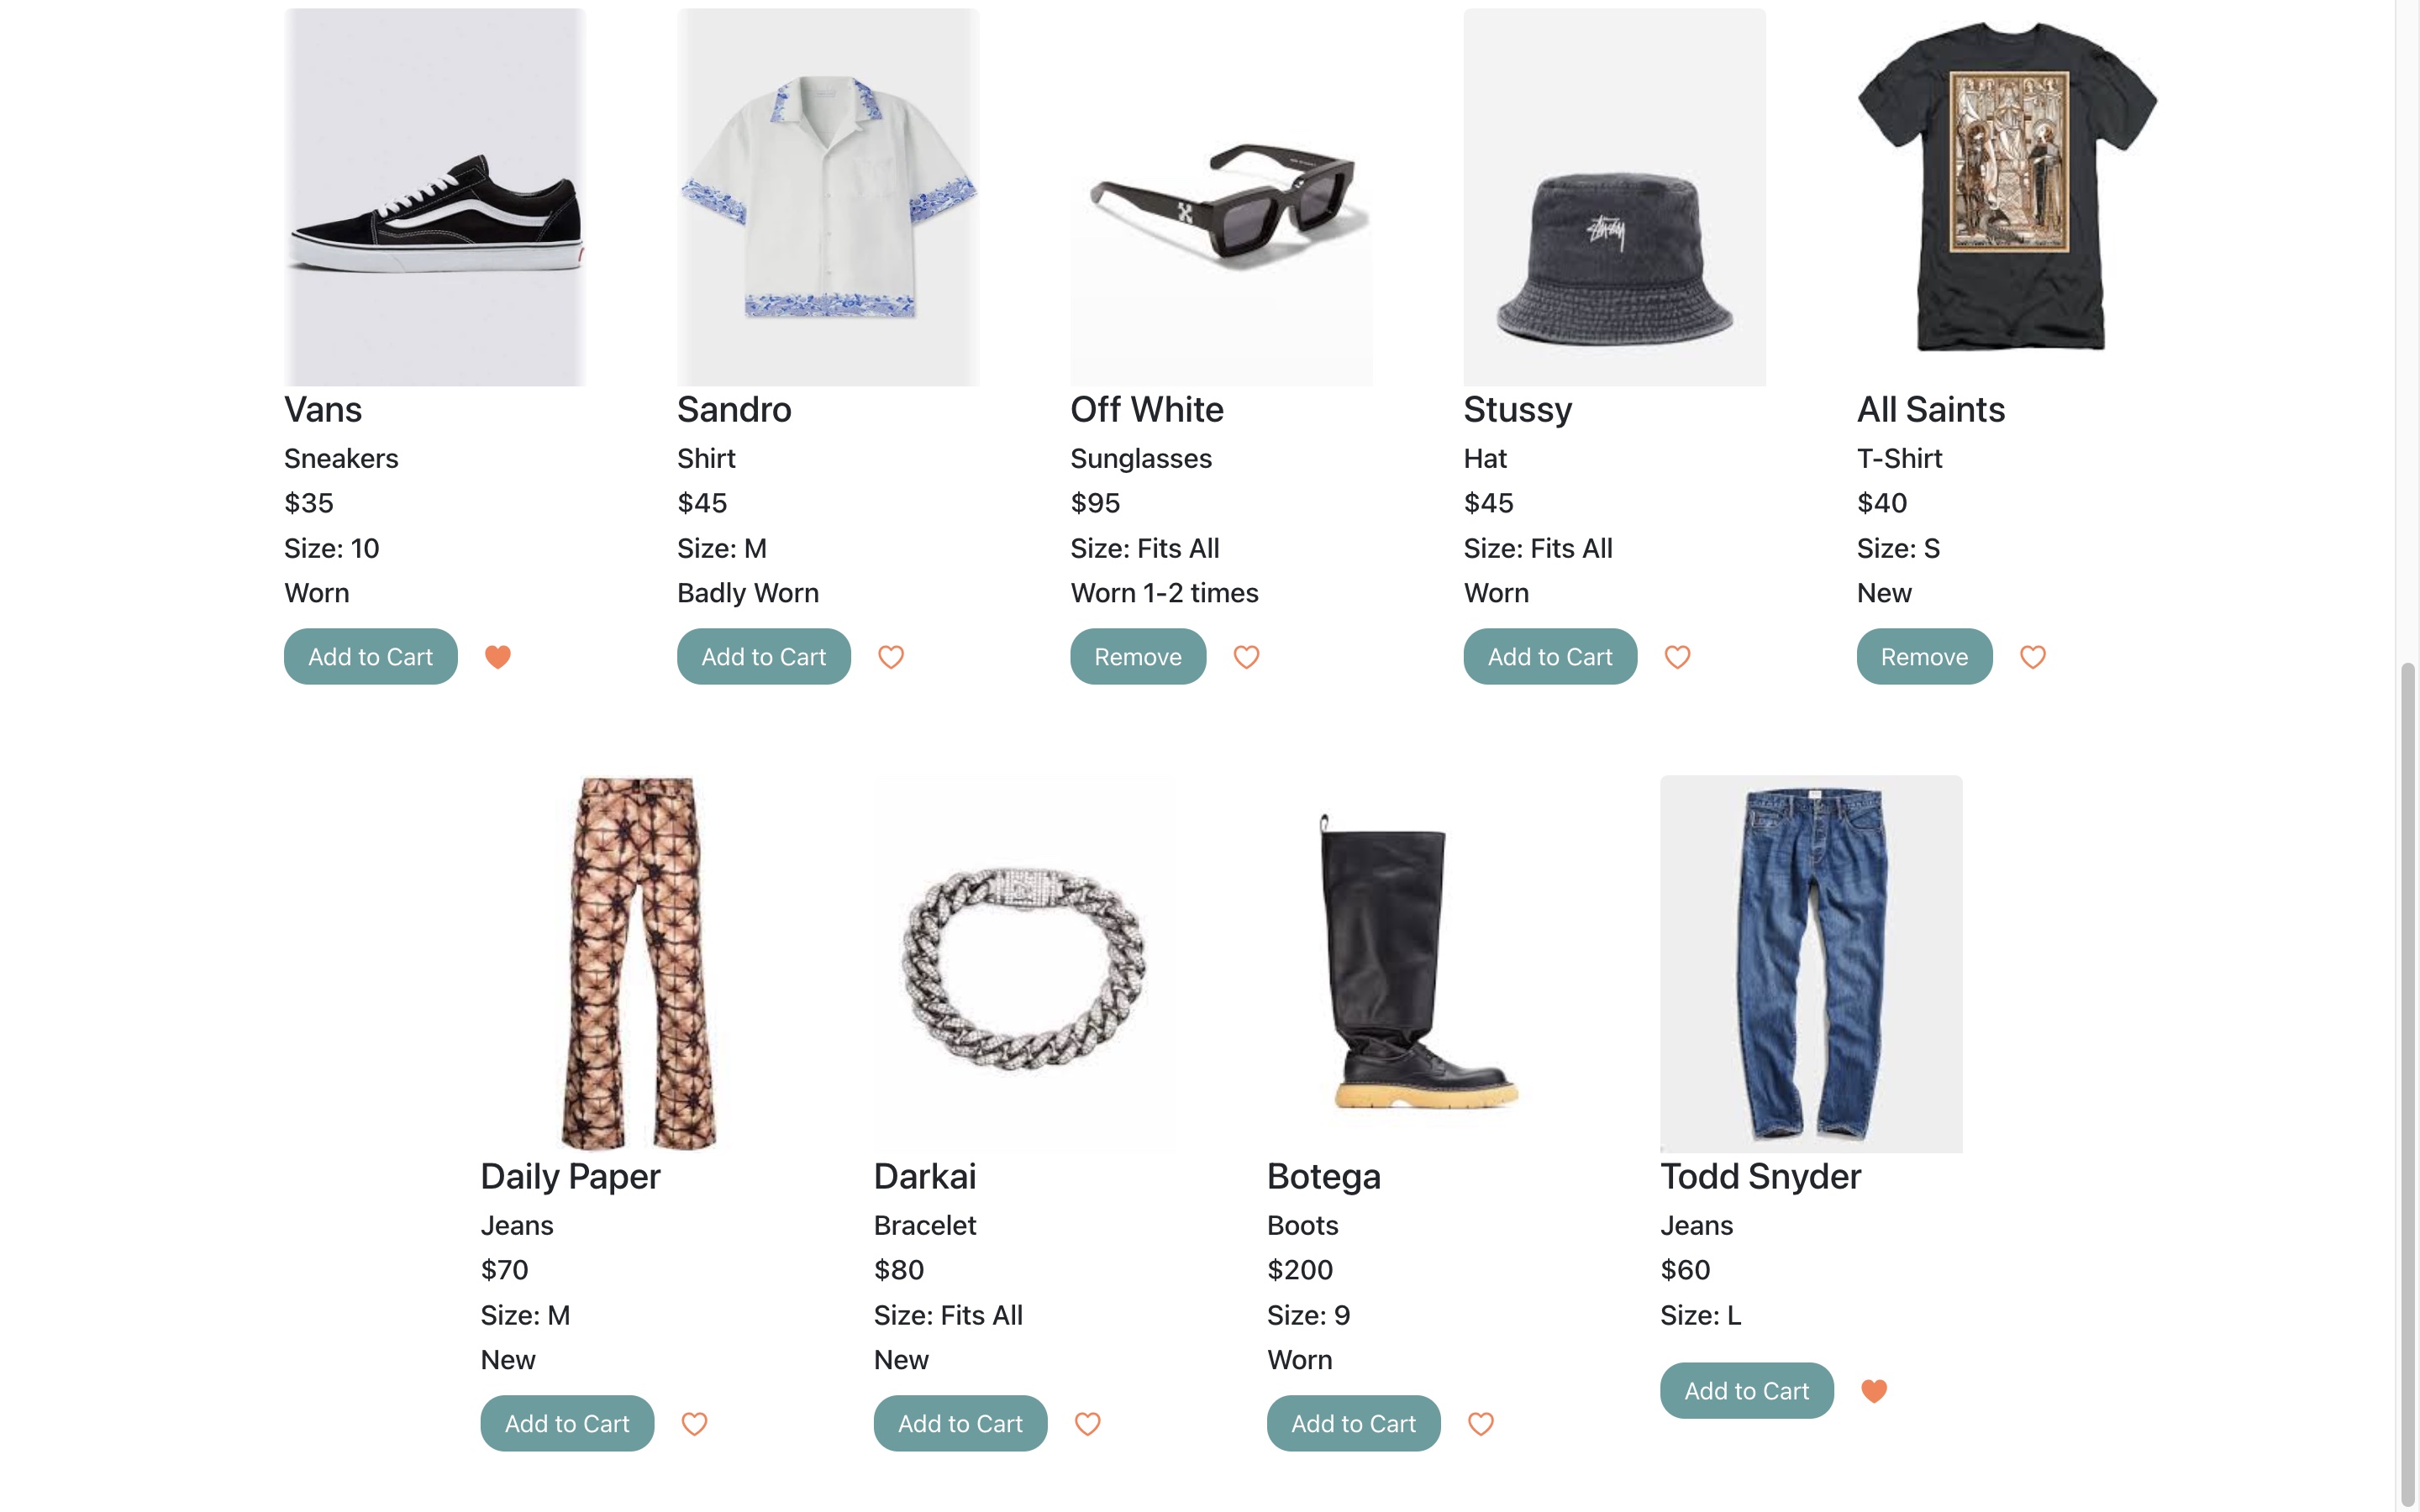 Stussy
Vans
Sneakers
$35
Size: 10
Worn
Add to Cart
Sandro
Shirt
$45
Size: M
Badly Worn
Add to Cart
Off White
Sunglasses
$95
Size: Fits All
Worn 1-2 times
Remove
Stussy
Hat
$45
Size: Fits All
Worn
Add to Cart
All Saints
T-Shirt
$40
Size: S
New
Remove
Daily Paper
Jeans
$70
Size: M
New
Add to Cart
Darkai
Bracelet
$80
Size: Fits All
New
Add to Cart
Botega
Boots
$200
Size: 9
Worn
Add to Cart
Todd Snyder
Jeans
$60
Size: L
Add to Cart